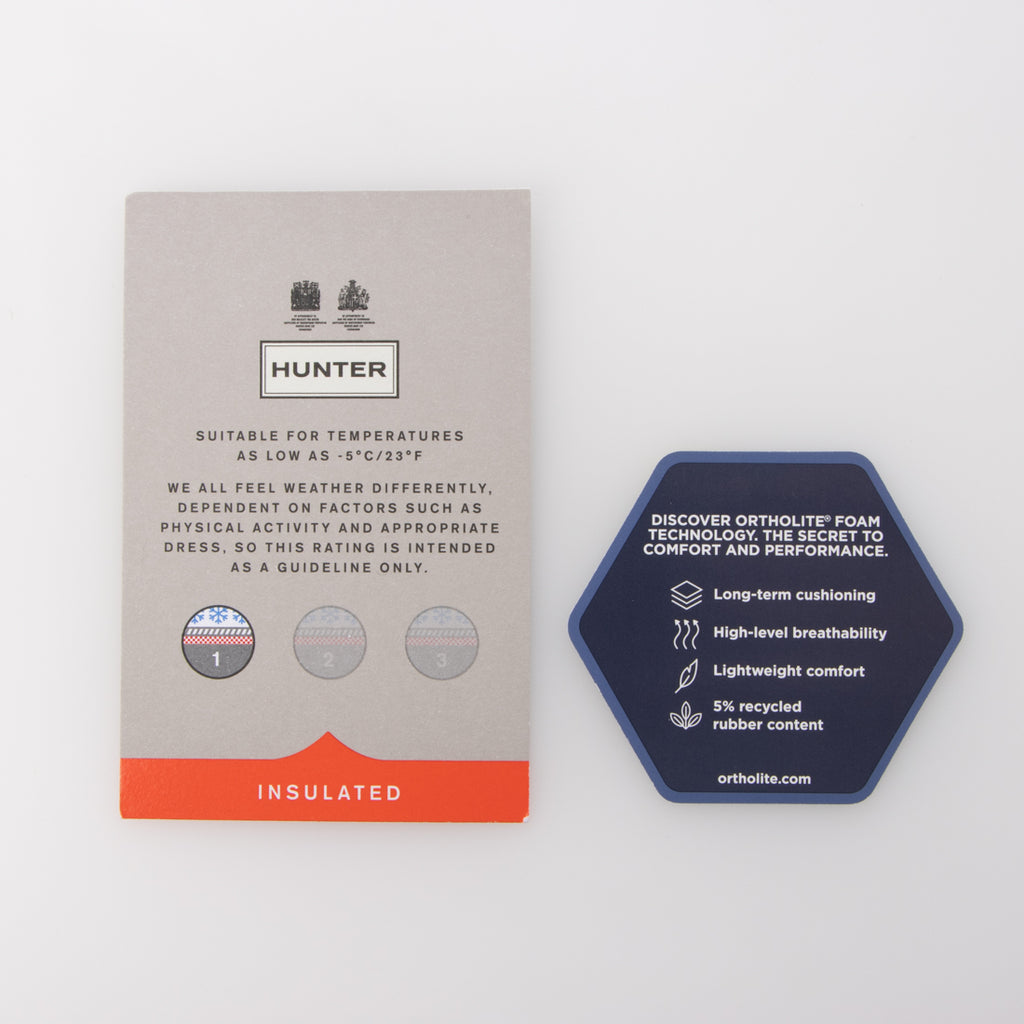 HUNTER
SUITABLE FOR TEMPERATURES
AS LOW AS -5°C/23°F
WE ALL FEEL WEATHER DIFFERENTLY,
DEPENDENT ON FACTORS SUCH AS
PHYSICAL ACTIVITY AND APPROPRIATE
DRESS, SO THIS RATING IS INTENDED
AS A GUIDELINE ONLY.
1 2 3
INSULATED
DISCOVER ORTHOLITE® FOAM
TECHNOLOGY. THE SECRET TO
COMFORT AND PERFORMANCE.
Long-term cushioning
High-level breathability
Lightweight comfort
5% recycled
rubber content
ortholite.com